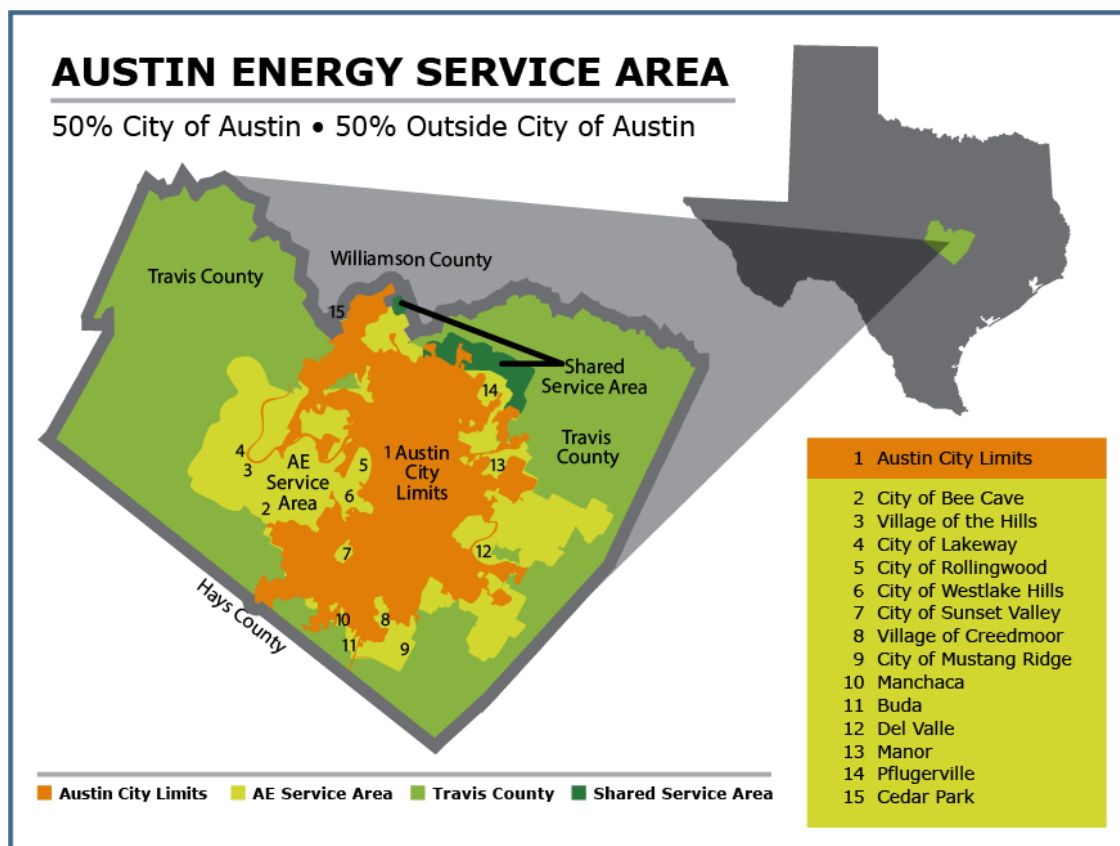 AUSTIN ENERGY SERVICE AREA
50% City of Austin • 50% Outside City of Austin
Travis County
Williamson County
15
Shared
Service Area
14
Travis
County
4
3
AE
Service
Area
2
5
6
1 Austin
City
Limits
13
7
12
Hays County
10
8
11
9
1 Austin City Limits
2 City of Bee Cave
3 Village of the Hills
4 City of Lakeway
5 City of Rollingwood
6 City of Westlake Hills
7 City of Sunset Valley
8 Village of Creedmoor
9 City of Mustang Ridge
10 Manchaca
11 Buda
12 Del Valle
13 Manor
14 Pflugerville
15 Cedar Park
Austin City Limits AE Service Area Travis County Shared Service Area